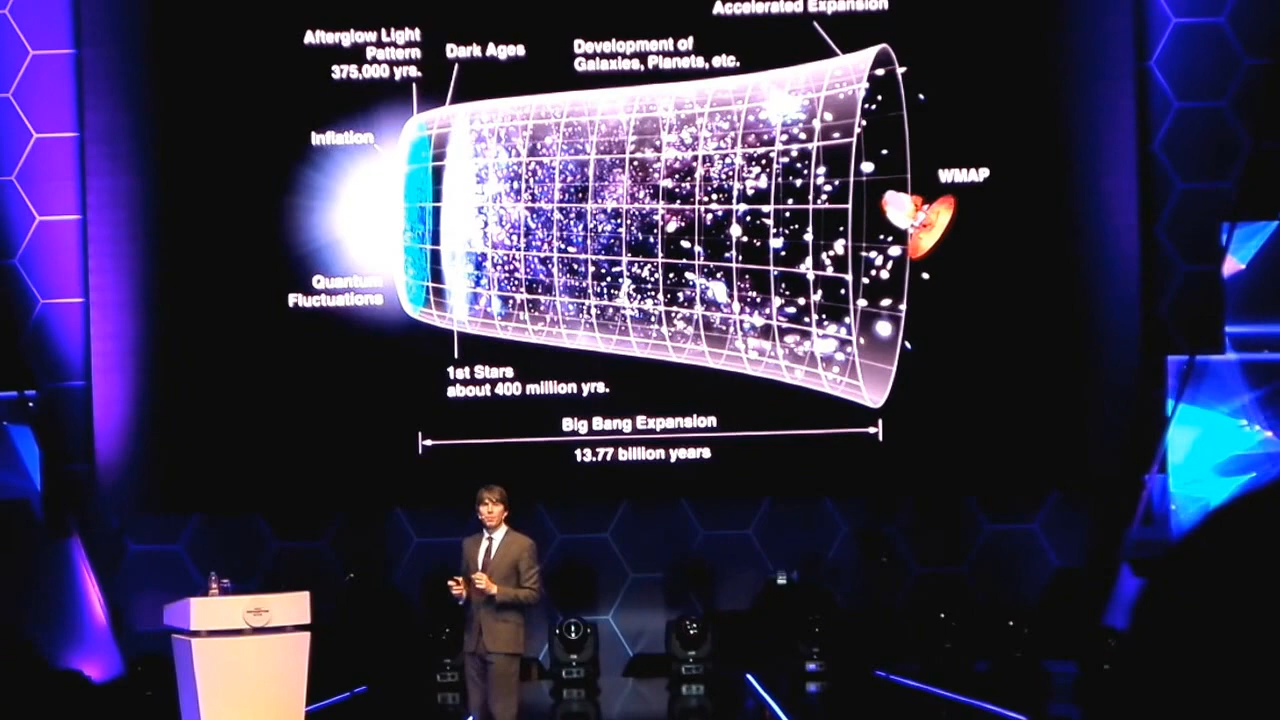 Accelerated Expansion
Afterglow Light
Pattern
375,000 yrs.
Dark Ages
Development of
Galaxies, Planets, etc.
Inflation
WMAP
Quantum
Fluctuations
1st Stars
about 400 million yrs.
Big Bang Expansion
13.77 billion years